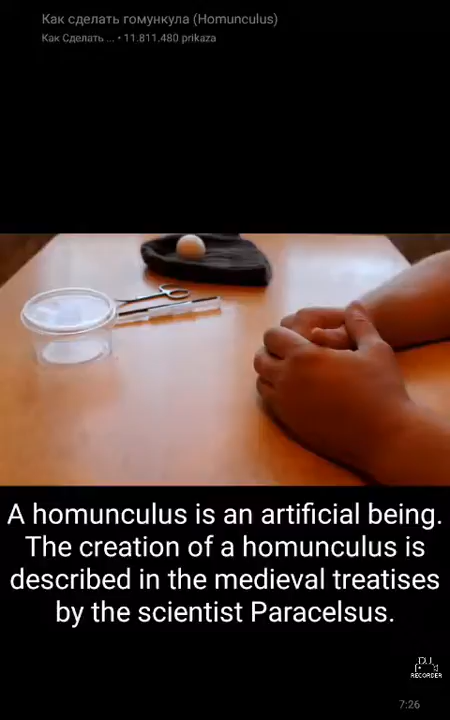 Как сделать гомункула (Homunculus)
Как Сделать ... • 11.811.480 prikaza
A homunculus is an artificial being.
The creation of a homunculus is
described in the medieval treatises
by the scientist Paracelsus.
DU
RECORDER
7:26